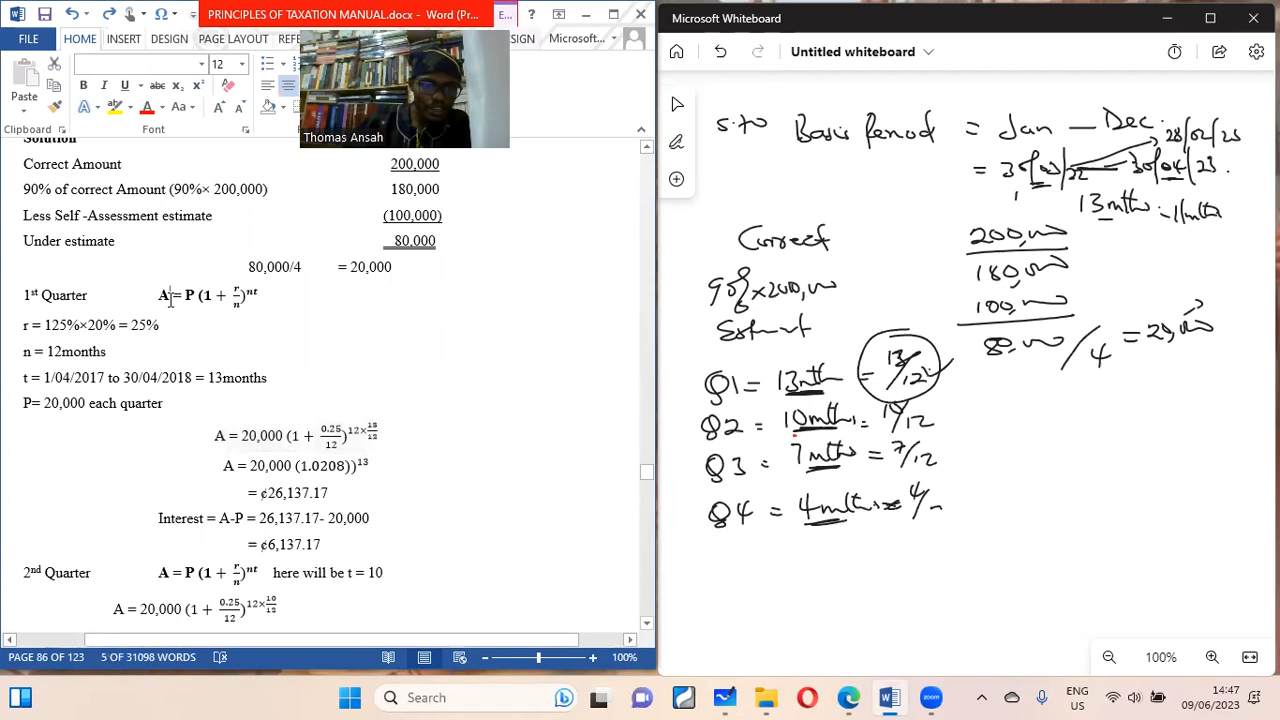 PRINCIPLES OF TAXATION MANUAL.docx - Word (Pr...
E...
FILE HOME INSERT DESIGN PAGE LAYOUT SIGN Microsoft...
Thomas Ansah
Paste
12
B I U abc x₂ x²
A A Aa A A
Clipboard Font
Solution
Correct Amount 200,000
90% of correct Amount (90%× 200,000) 180,000
Less Self -Assessment estimate (100,000)
Under estimate 80,000
80,000/4 = 20,000
1st Quarter A = P (1 + r/n)^nt
r = 125%×20% = 25%
n = 12months
t = 1/04/2017 to 30/04/2018 = 13months
P= 20,000 each quarter
A = 20,000 (1 + 0.25/12)^12×13/12
A = 20,000 (1.0208))^13
= ¢26,137.17
Interest = A-P = 26,137.17- 20,000
= ¢6,137.17
2nd Quarter A = P (1 + r/n)^nt here will be t = 10
A = 20,000 (1 + 0.25/12)^12×10/12
PAGE 86 OF 123 5 OF 31098 WORDS 100%
Microsoft Whiteboard
Untitled whiteboard
Basis Period = Jan — Dec
28/02/23
= 30/04/23
13mths
Correct 200,000
90% × 200,000 180,000
100,000
80,000/4 = 20,000
Q1 = 13mth = 13/12
Q2 = 10mths = 10/12
Q3 = 7mths = 7/12
Q4 = 4mths = 4/
100%
Search
ENG
US
14:47
09/06/2023